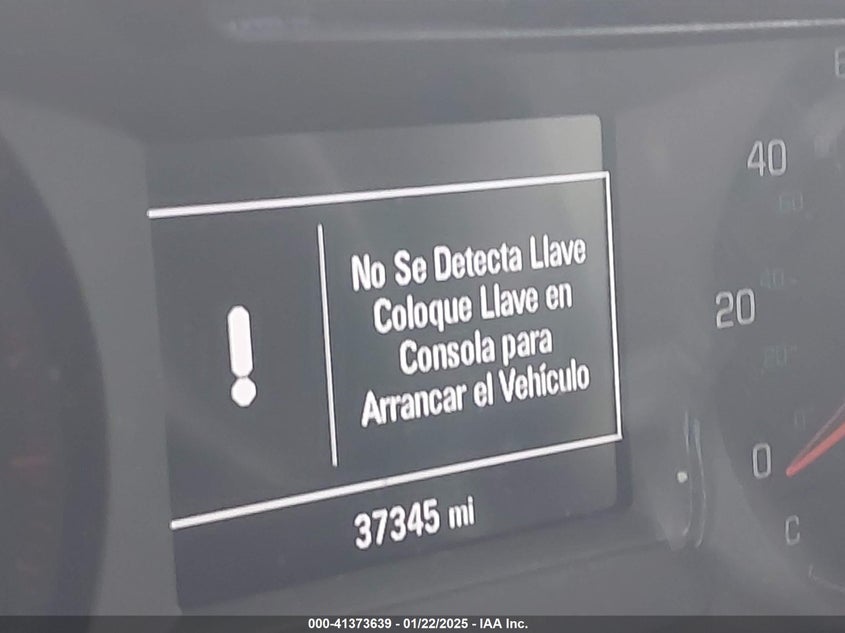 No Se Detecta Llave
Coloque Llave en
Consola para
Arrancar el Vehículo
37345 mi
40
20
0
C
000-41373639 - 01/22/2025 - IAA Inc.